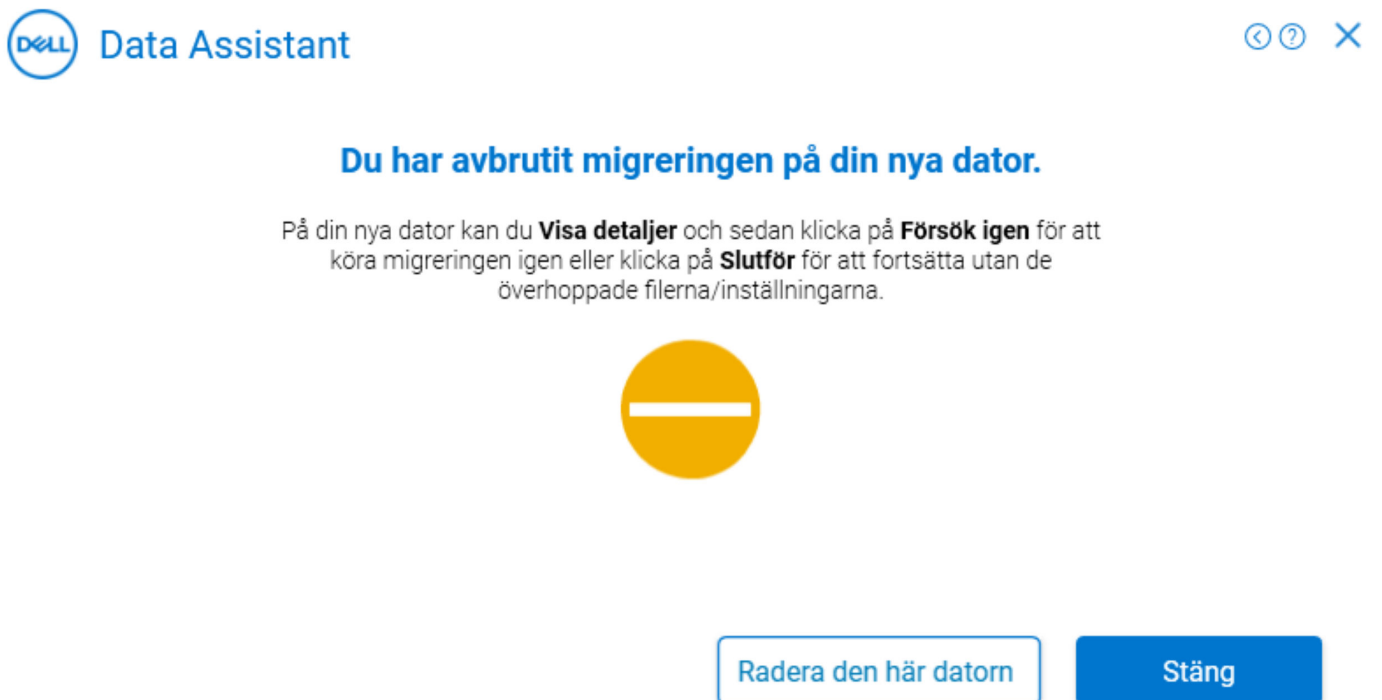 DELL
Data Assistant
Du har avbrutit migreringen på din nya dator.
På din nya dator kan du Visa detaljer och sedan klicka på Försök igen för att
köra migreringen igen eller klicka på Slutför för att fortsätta utan de
överhoppade filerna/inställningarna.
Radera den här datorn
Stäng